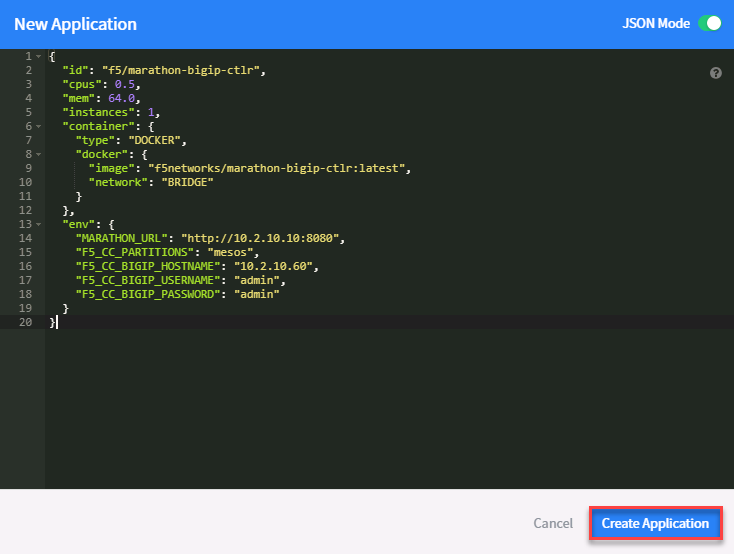 New Application
JSON Mode
1 {
2   "id": "f5/marathon-bigip-ctlr",
3   "cpus": 0.5,
4   "mem": 64.0,
5   "instances": 1,
6   "container": {
7     "type": "DOCKER",
8     "docker": {
9       "image": "f5networks/marathon-bigip-ctlr:latest",
10       "network": "BRIDGE"
11     }
12   },
13   "env": {
14     "MARATHON_URL": "http://10.2.10.10:8080",
15     "F5_CC_PARTITIONS": "mesos",
16     "F5_CC_BIGIP_HOSTNAME": "10.2.10.60",
17     "F5_CC_BIGIP_USERNAME": "admin",
18     "F5_CC_BIGIP_PASSWORD": "admin"
19   }
20 }
?
Cancel
Create Application